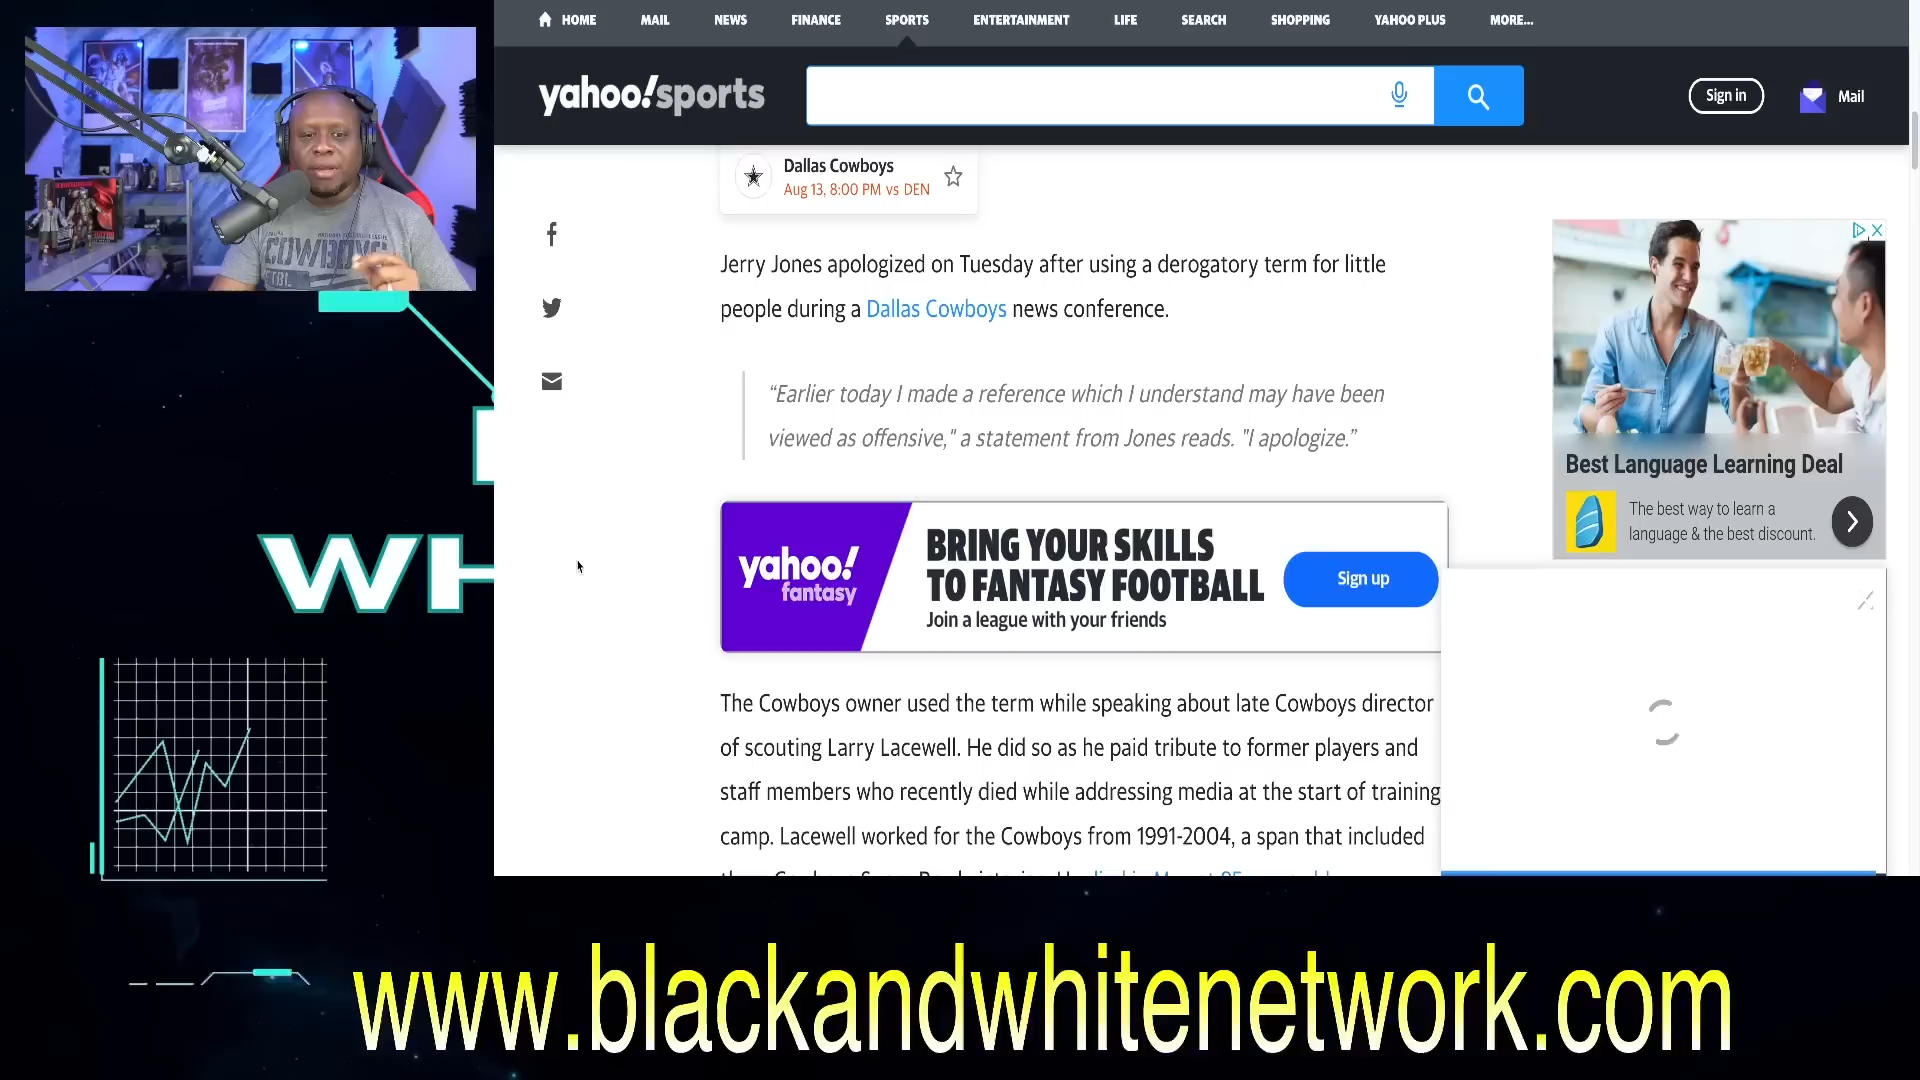 HOME MAIL NEWS FINANCE SPORTS ENTERTAINMENT LIFE SEARCH SHOPPING YAHOO PLUS MORE...
yahoo!sports
Sign in
Mail
Dallas Cowboys
Aug 13, 8:00 PM vs DEN
COWBOYS
Jerry Jones apologized on Tuesday after using a derogatory term for little
people during a Dallas Cowboys news conference.
“Earlier today I made a reference which I understand may have been
viewed as offensive," a statement from Jones reads. "I apologize.”
Best Language Learning Deal
The best way to learn a
language & the best discount.
yahoo!
fantasy
BRING YOUR SKILLS
TO FANTASY FOOTBALL
Join a league with your friends
Sign up
WH
The Cowboys owner used the term while speaking about late Cowboys director
of scouting Larry Lacewell. He did so as he paid tribute to former players and
staff members who recently died while addressing media at the start of training
camp. Lacewell worked for the Cowboys from 1991-2004, a span that included
www.blackandwhitenetwork.com